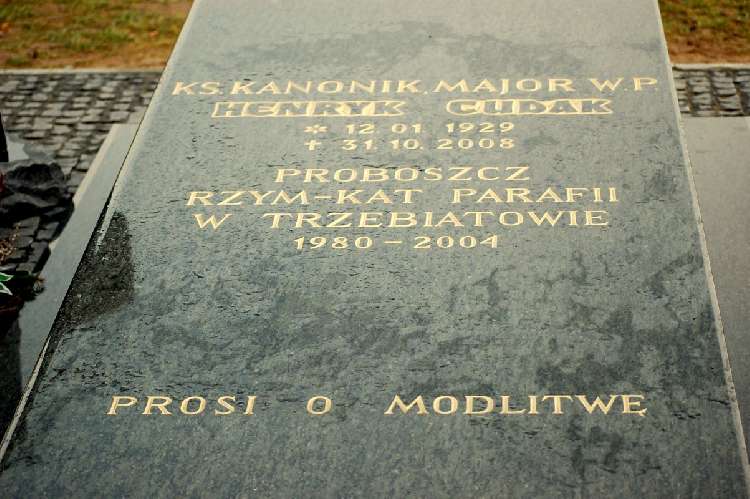 KS. KANONIK, MAJOR W.P.
HENRYK CUDAK
* 12.01.1929
+ 31.10.2008
PROBOSZCZ
RZYM-KAT PARAFII
W TRZEBIATOWIE
1980 - 2004
PROSI O MODLITWĘ